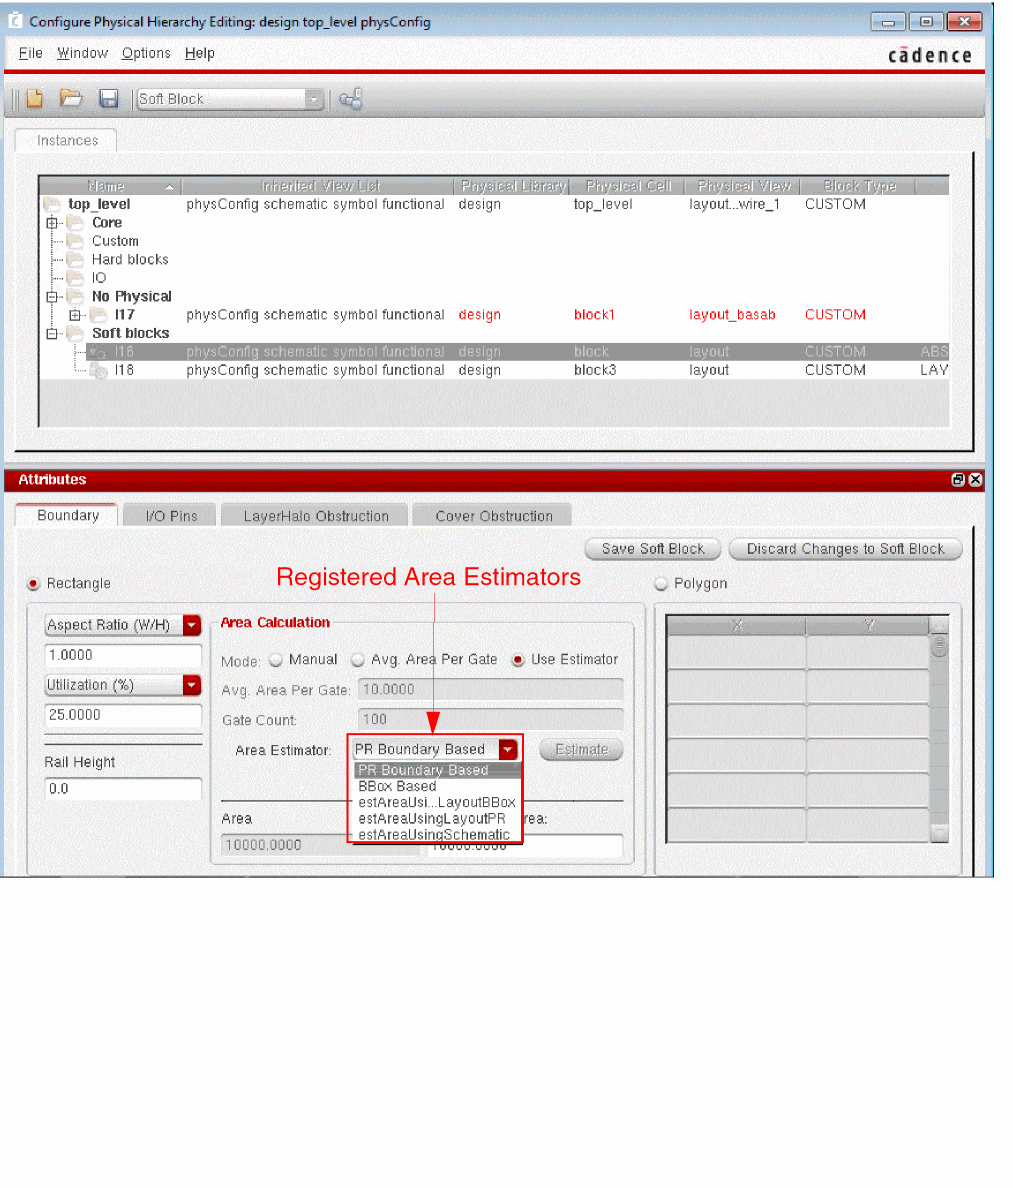 Configure Physical Hierarchy Editing: design top_level physConfig
File Window Options Help
cādence
Soft Block
Instances
Name Inherited View List Physical Library Physical Cell Physical View Block Type
top_level physConfig schematic symbol functional design top_level layout...wire_1 CUSTOM
Core
Custom
Hard blocks
IO
No Physical
I17 physConfig schematic symbol functional design block1 layout_basab CUSTOM
Soft blocks
I16 physConfig schematic symbol functional design block layout CUSTOM ABS
I18 physConfig schematic symbol functional design block3 layout CUSTOM LAY
Attributes
Boundary I/O Pins LayerHalo Obstruction Cover Obstruction
Save Soft Block Discard Changes to Soft Block
Rectangle Registered Area Estimators Polygon
Aspect Ratio (W/H) Area Calculation X Y
1.0000 Mode: Manual Avg. Area Per Gate Use Estimator
Utilization (%) Avg. Area Per Gate: 10.0000
25.0000 Gate Count: 100
Area Estimator: PR Boundary Based Estimate
Rail Height PR Boundary Based
0.0 BBox Based
estAreaUsi...LayoutBBox
Area estAreaUsingLayoutPR rea:
estAreaUsingSchematic
10000.0000 10000.0000